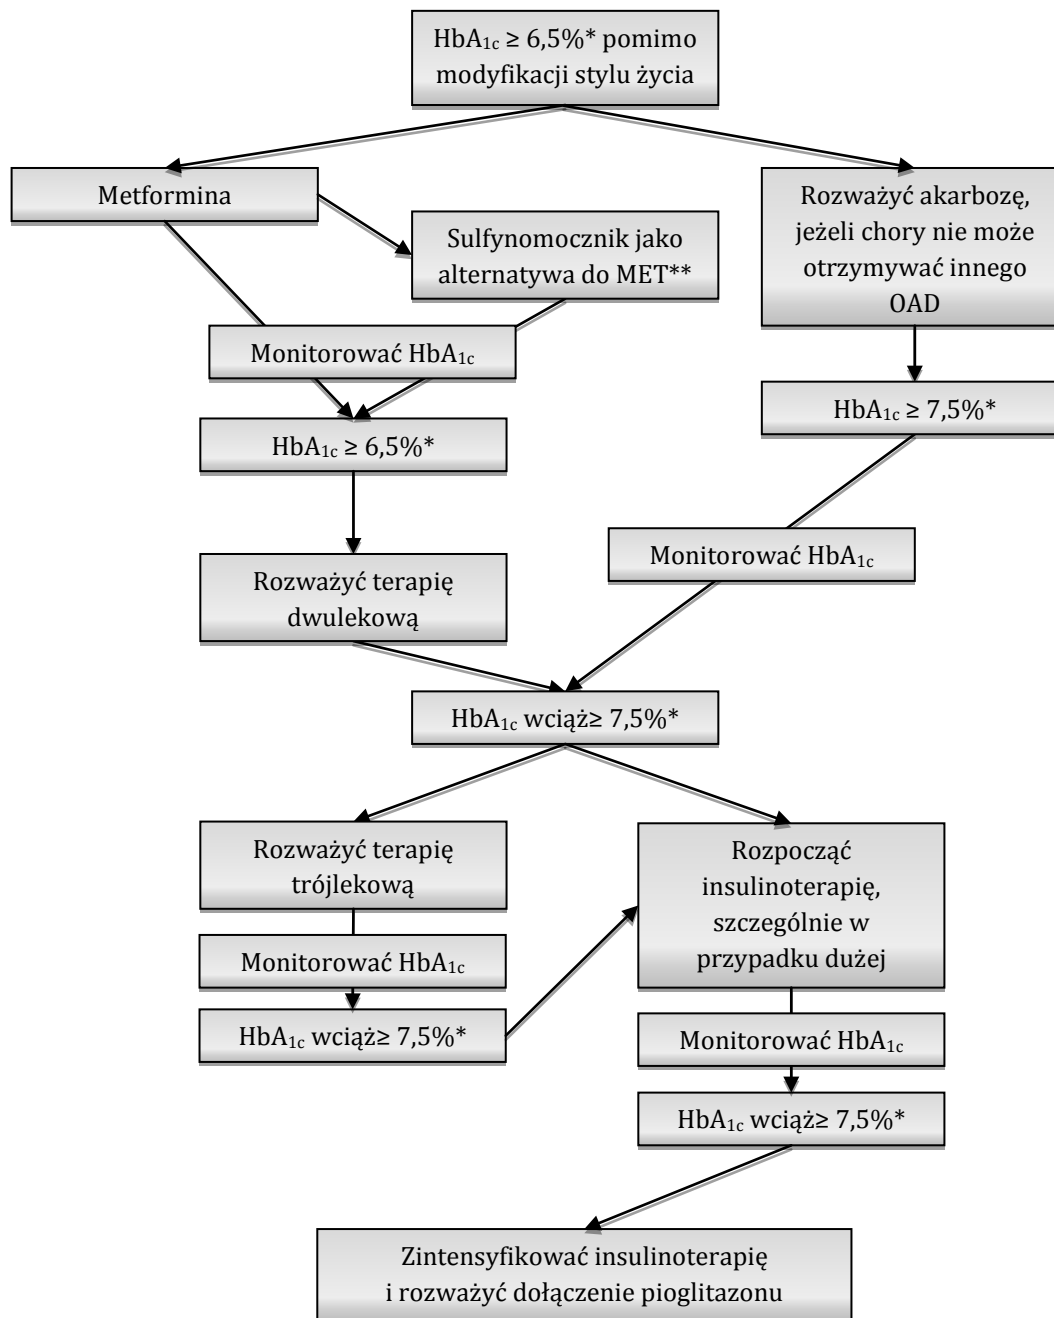 HbA1c ≥ 6,5%* pomimo
modyfikacji stylu życia
Metformina
Rozważyć akarbozę,
jeżeli chory nie może
otrzymywać innego
OAD
Sulfynomocznik jako
alternatywa do MET**
Monitorować HbA1c
HbA1c ≥ 7,5%*
HbA1c ≥ 6,5%*
Monitorować HbA1c
Rozważyć terapię
dwulekową
HbA1c wciąż≥ 7,5%*
Rozważyć terapię
trójlekową
Rozpocząć
insulinoterapię,
szczególnie w
przypadku dużej
Monitorować HbA1c
HbA1c wciąż≥ 7,5%*
Monitorować HbA1c
HbA1c wciąż≥ 7,5%*
Zintensyfikować insulinoterapię
i rozważyć dołączenie pioglitazonu